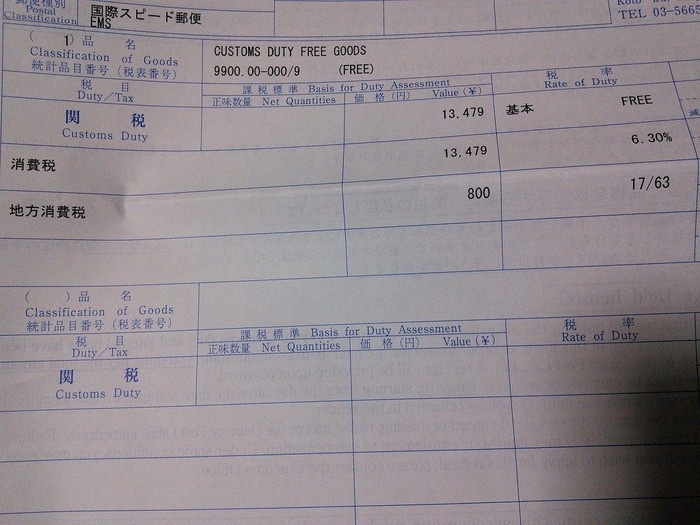 郵便種別
Postal
Classification
国際スピード郵便
EMS
TEL 03-5665
( 1)品 名
Classification of Goods
統計品目番号(税表番号)
CUSTOMS DUTY FREE GOODS
9900.00-000/9 (FREE)
税 目
Duty/Tax
課税標準 Basis for Duty Assessment
正味数量 Net Quantities 価格(円) Value(¥)
税 率
Rate of Duty
関 税
Customs Duty
13,479
基本 FREE
消費税
13,479
6.30%
地方消費税
800
17/63
( )品 名
Classification of Goods
統計品目番号(税表番号)
税 目
Duty/Tax
課税標準 Basis for Duty Assessment
正味数量 Net Quantities 価格(円) Value(¥)
税 率
Rate of Duty
関 税
Customs Duty